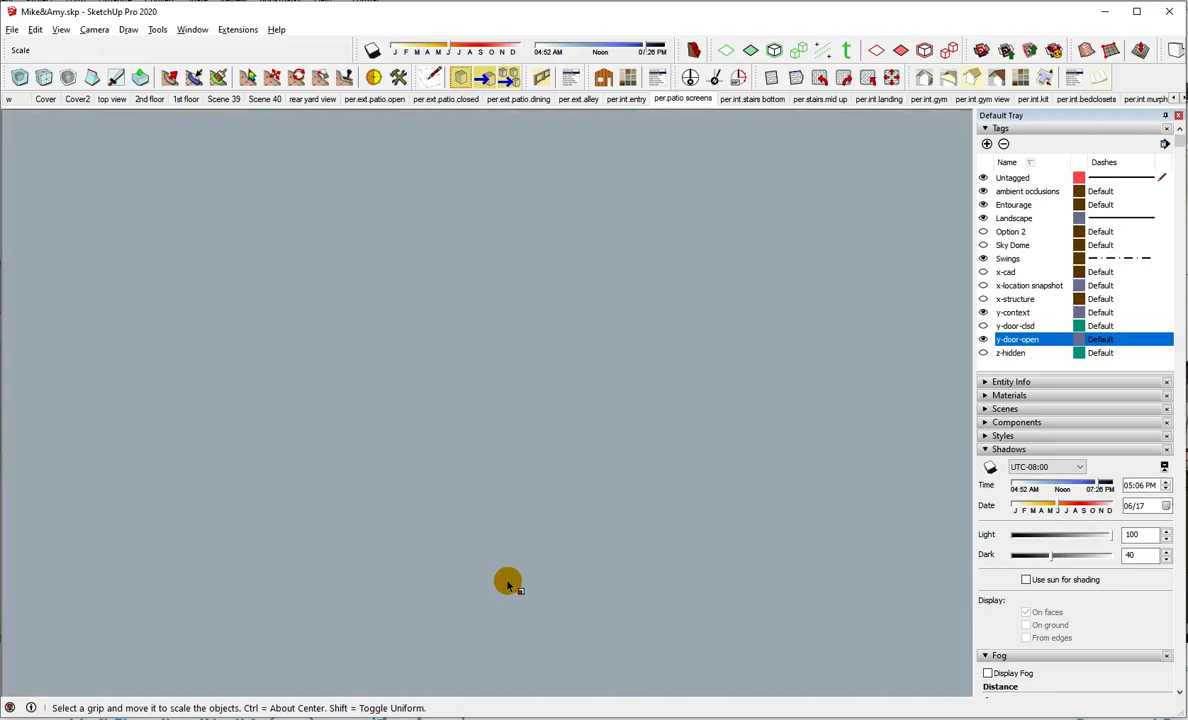 Mike&Amy.skp - SketchUp Pro 2020
File Edit View Camera Draw Tools Window Extensions Help
Scale
J F M A M J J A S O N D 04:52 AM Noon 07:26 PM
w Cover Cover2 top view 2nd floor 1st floor Scene 39 Scene 40 rear yard view per.ext.patio.open per.ext.patio.closed per.ext.patio.dining per.ext.alley per.int.entry per.patio screens per.int.stairs bottom per.stairs.mid up per.int.landing per.int.gym per.int.gym view per.int.kit per.int.bedclosets per.int.murph
Default Tray
Tags
Name Dashes
Untagged
ambient occlusions Default
Entourage Default
Landscape
Option 2 Default
Sky Dome Default
Swings
x-cad Default
x-location snapshot Default
x-structure Default
y-context Default
y-door-clsd Default
y-door-open Default
z-hidden Default
Entity Info
Materials
Scenes
Components
Styles
Shadows
UTC-08:00
Time 04:52 AM Noon 07:26 PM 05:06 PM
Date J F M A M J J A S O N D 06/17
Light 100
Dark 40
Use sun for shading
Display:
On faces
On ground
From edges
Fog
Display Fog
Distance
Select a grip and move it to scale the objects. Ctrl = About Center. Shift = Toggle Uniform.